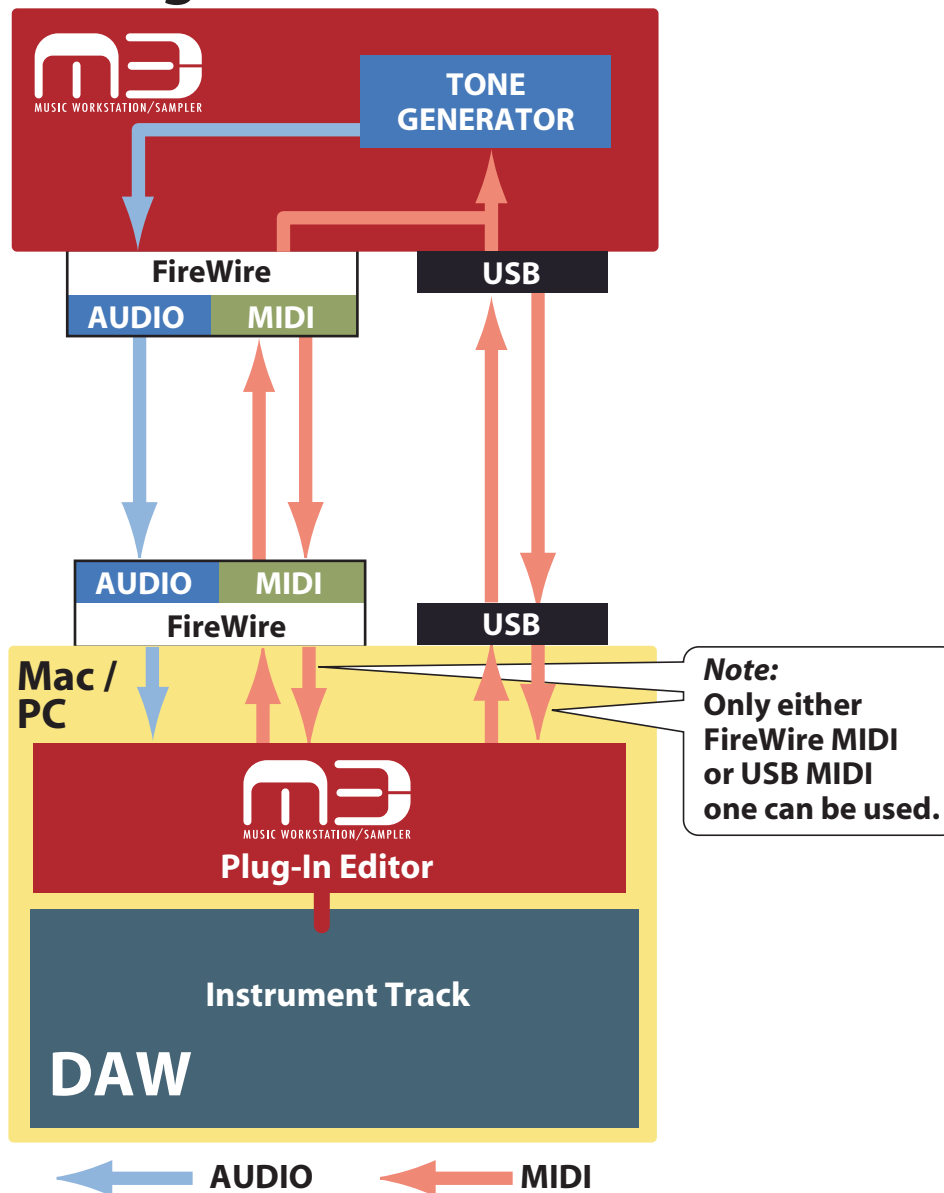 M3
MUSIC WORKSTATION/SAMPLER
TONE
GENERATOR
FireWire
AUDIO MIDI
USB
AUDIO MIDI
FireWire
USB
Mac /
PC
Note:
Only either
FireWire MIDI
or USB MIDI
one can be used.
M3
MUSIC WORKSTATION/SAMPLER
Plug-In Editor
Instrument Track
DAW
AUDIO MIDI